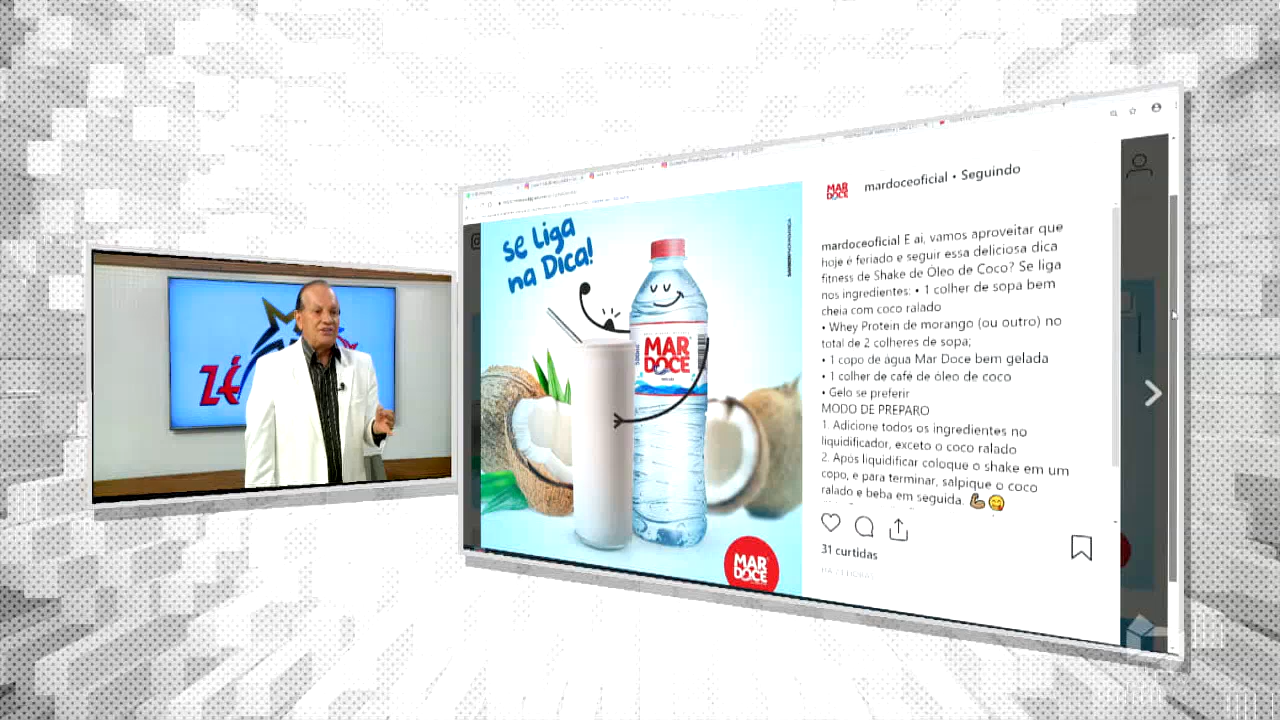 ZÉ
se Liga
na Dica!
MAR
DOCE
MAR
DOCE
MAR
DOCE
mardoceoficial • Seguindo
mardoceoficial E aí, vamos aproveitar que
hoje é feriado e seguir essa deliciosa dica
fitness de Shake de Óleo de Coco? Se liga
nos ingredientes: • 1 colher de sopa bem
cheia com coco ralado
• Whey Protein de morango (ou outro) no
total de 2 colheres de sopa;
• 1 copo de água Mar Doce bem gelada
• 1 colher de café de óleo de coco
• Gelo se preferir
MODO DE PREPARO
1. Adicione todos os ingredientes no
liquidificador, exceto o coco ralado
2. Após liquidificar coloque o shake em um
copo, e para terminar, salpique o coco
ralado e beba em seguida. 💪😋
31 curtidas